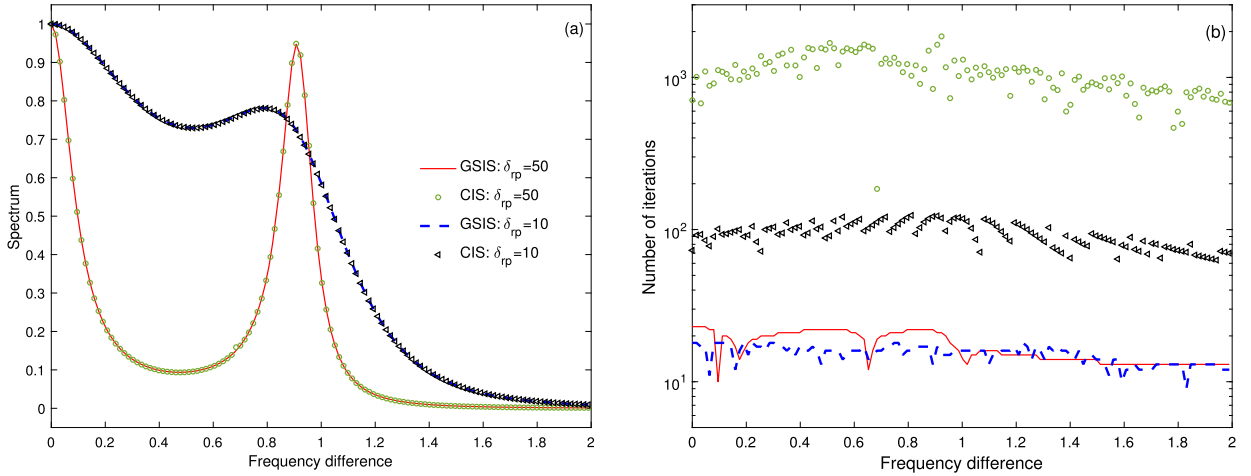 (a)
1
0.9
0.8
0.7
0.6
0.5
0.4
0.3
0.2
0.1
0
Spectrum
GSIS: δrp=50
CIS: δrp=50
GSIS: δrp=10
CIS: δrp=10
0 0.2 0.4 0.6 0.8 1 1.2 1.4 1.6 1.8 2
Frequency difference
(b)
10³
10²
10¹
Number of iterations
0 0.2 0.4 0.6 0.8 1 1.2 1.4 1.6 1.8 2
Frequency difference